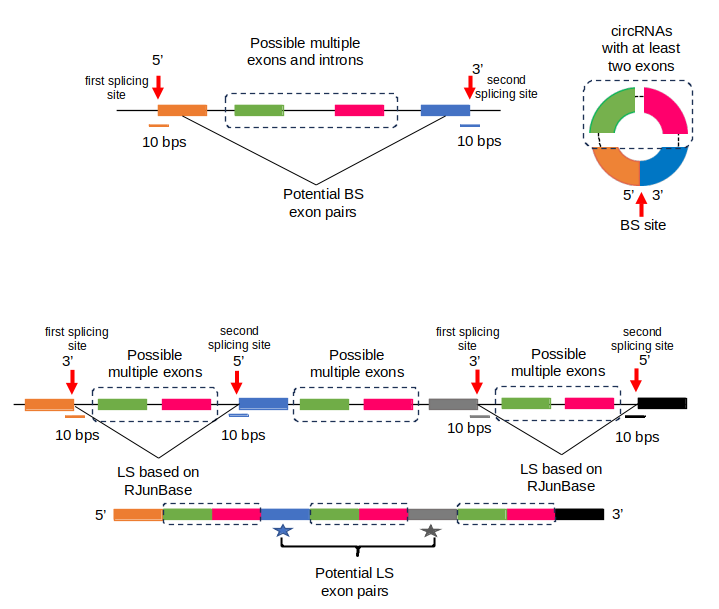 circRNAs
with at least
two exons
Possible multiple
exons and introns
5’
3’
first splicing
site
second
splicing site
10 bps
10 bps
Potential BS
exon pairs
5’
3’
BS site
first splicing
site
3’
second
splicing site
5’
first splicing
site
3’
second
splicing site
5’
Possible
multiple exons
Possible
multiple exons
Possible
multiple exons
10 bps
10 bps
10 bps
10 bps
LS based on
RJunBase
LS based on
RJunBase
5’
3’
Potential LS
exon pairs